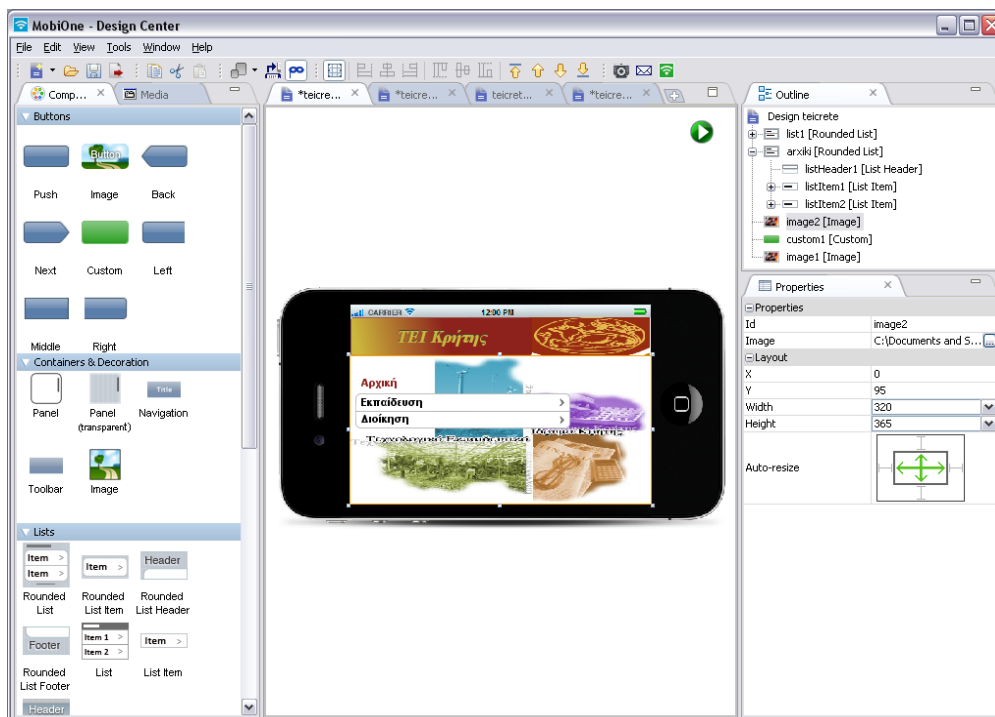 MobiOne - Design Center
File Edit View Tools Window Help
Comp... Media
*teicre... *teicre... teicret... *teicre...
Outline
Buttons
Button
Push Image Back
Next Custom Left
Middle Right
Containers & Decoration
Title
Panel Panel (transparent) Navigation
Toolbar Image
Lists
Item >
Item >
Item >
Header
Rounded List
Rounded List Item
Rounded List Header
Footer
Item 1 >
Item 2 >
Item >
Rounded List Footer
List
List Item
Header
CARRIER 12:00 PM
ΤΕΙ Κρήτης
Αρχική
Εκπαίδευση
Διοίκηση
Design teicrete
list1 [Rounded List]
arxiki [Rounded List]
listHeader1 [List Header]
listItem1 [List Item]
listItem2 [List Item]
image2 [Image]
custom1 [Custom]
image1 [Image]
Properties
Properties
Id image2
Image C:\Documents and S... ...
Layout
X 0
Y 95
Width 320
Height 365
Auto-resize